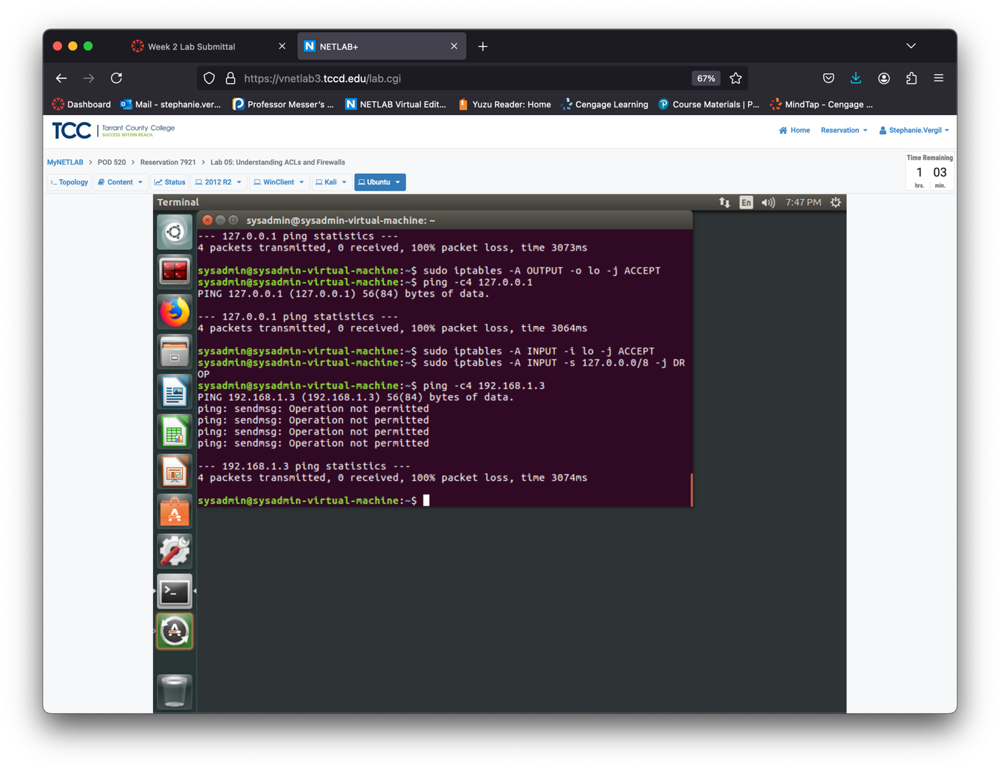 Week 2 Lab Submittal
NETLAB+
https://vnetlab3.tccd.edu/lab.cgi
67%
Dashboard
Mail - stephanie.ver...
Professor Messer's ...
NETLAB Virtual Edit...
Yuzu Reader: Home
Cengage Learning
Course Materials | P...
MindTap - Cengage ...
TCC
Tarrant County College
SUCCESS WITHIN REACH.
Home
Reservation
Stephanie.Vergil
MyNETLAB > POD 520 > Reservation 7921 > Lab 05: Understanding ACLs and Firewalls
Time Remaining
1 03
hrs. min.
Topology
Content
Status
2012 R2
WinClient
Kali
Ubuntu
Terminal
En
7:47 PM
sysadmin@sysadmin-virtual-machine: ~
--- 127.0.0.1 ping statistics ---
4 packets transmitted, 0 received, 100% packet loss, time 3073ms
sysadmin@sysadmin-virtual-machine:~$ sudo iptables -A OUTPUT -o lo -j ACCEPT
sysadmin@sysadmin-virtual-machine:~$ ping -c4 127.0.0.1
PING 127.0.0.1 (127.0.0.1) 56(84) bytes of data.
--- 127.0.0.1 ping statistics ---
4 packets transmitted, 0 received, 100% packet loss, time 3064ms
sysadmin@sysadmin-virtual-machine:~$ sudo iptables -A INPUT -i lo -j ACCEPT
sysadmin@sysadmin-virtual-machine:~$ sudo iptables -A INPUT -s 127.0.0.0/8 -j DR
OP
sysadmin@sysadmin-virtual-machine:~$ ping -c4 192.168.1.3
PING 192.168.1.3 (192.168.1.3) 56(84) bytes of data.
ping: sendmsg: Operation not permitted
ping: sendmsg: Operation not permitted
ping: sendmsg: Operation not permitted
ping: sendmsg: Operation not permitted
--- 192.168.1.3 ping statistics ---
4 packets transmitted, 0 received, 100% packet loss, time 3074ms
sysadmin@sysadmin-virtual-machine:~$